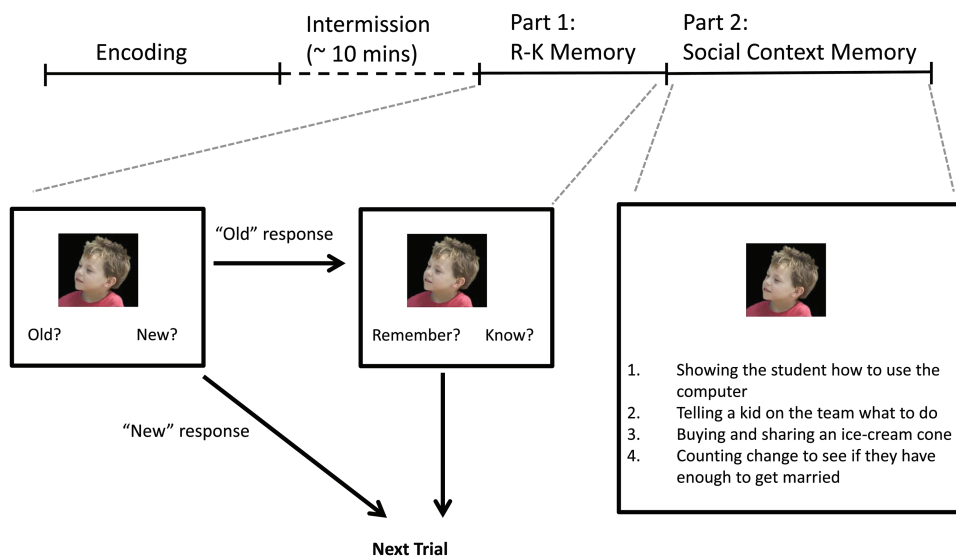 Encoding
Intermission
(~ 10 mins)
Part 1:
R-K Memory
Part 2:
Social Context Memory
Old?
New?
“Old” response
Remember?
Know?
“New” response
Next Trial
1. Showing the student how to use the
computer
2. Telling a kid on the team what to do
3. Buying and sharing an ice-cream cone
4. Counting change to see if they have
enough to get married